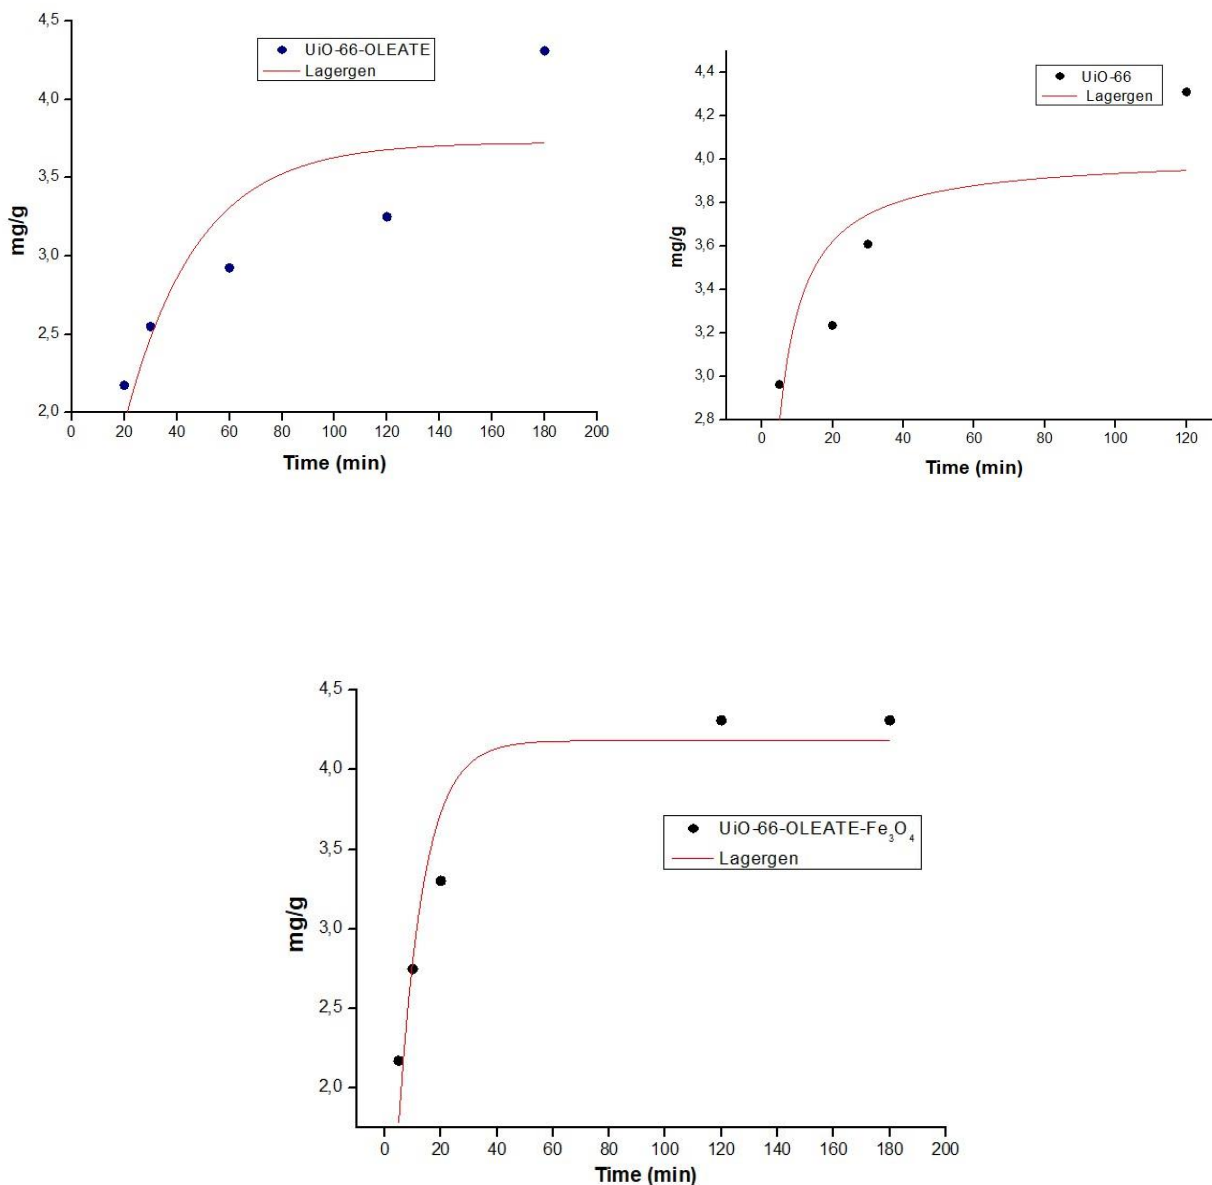 4,5
4,0
3,5
3,0
2,5
2,0
mg/g
UiO-66-OLEATE
Lagergen
0 20 40 60 80 100 120 140 160 180 200
Time (min)
4,4
4,2
4,0
3,8
3,6
3,4
3,2
3,0
2,8
mg/g
UiO-66
Lagergen
0 20 40 60 80 100 120
Time (min)
4,5
4,0
3,5
3,0
2,5
2,0
mg/g
UiO-66-OLEATE-Fe₃O₄
Lagergen
0 20 40 60 80 100 120 140 160 180 200
Time (min)